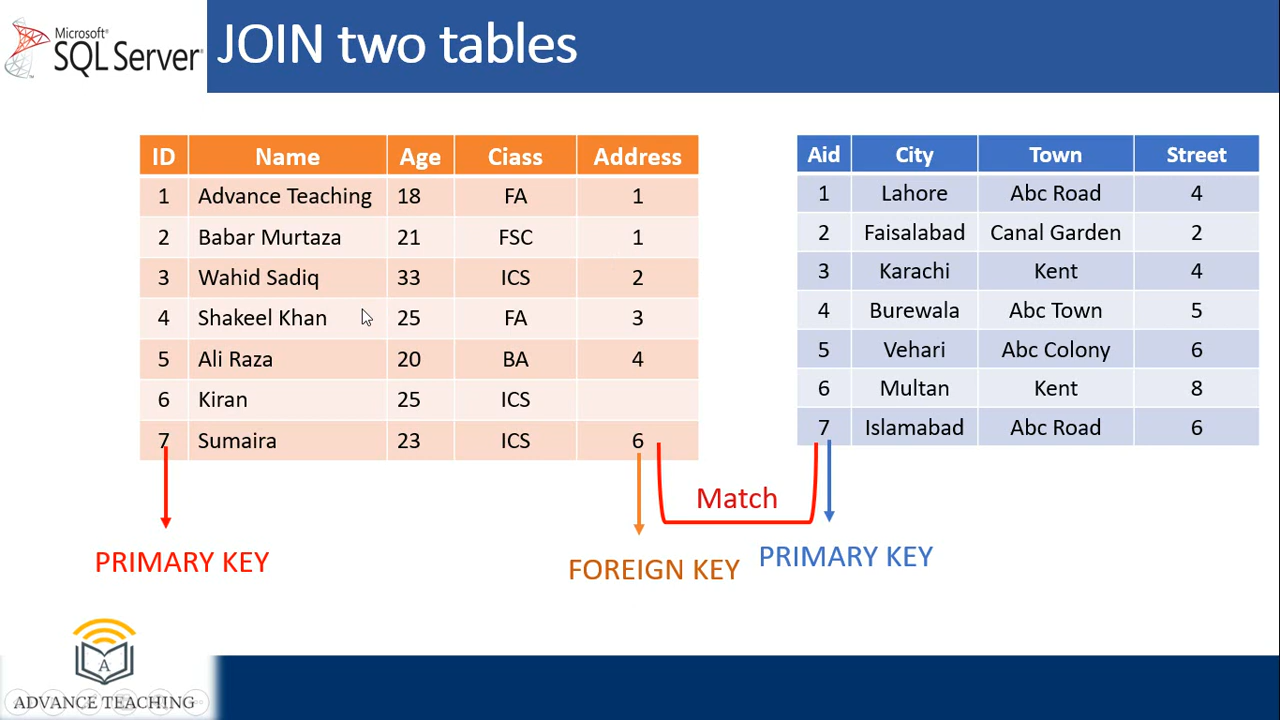 Microsoft®
SQL Server®
JOIN two tables
ID Name Age Ciass Address
1 Advance Teaching 18 FA 1
2 Babar Murtaza 21 FSC 1
3 Wahid Sadiq 33 ICS 2
4 Shakeel Khan 25 FA 3
5 Ali Raza 20 BA 4
6 Kiran 25 ICS
7 Sumaira 23 ICS 6
Aid City Town Street
1 Lahore Abc Road 4
2 Faisalabad Canal Garden 2
3 Karachi Kent 4
4 Burewala Abc Town 5
5 Vehari Abc Colony 6
6 Multan Kent 8
7 Islamabad Abc Road 6
Match
PRIMARY KEY
FOREIGN KEY
PRIMARY KEY
A
ADVANCE TEACHING